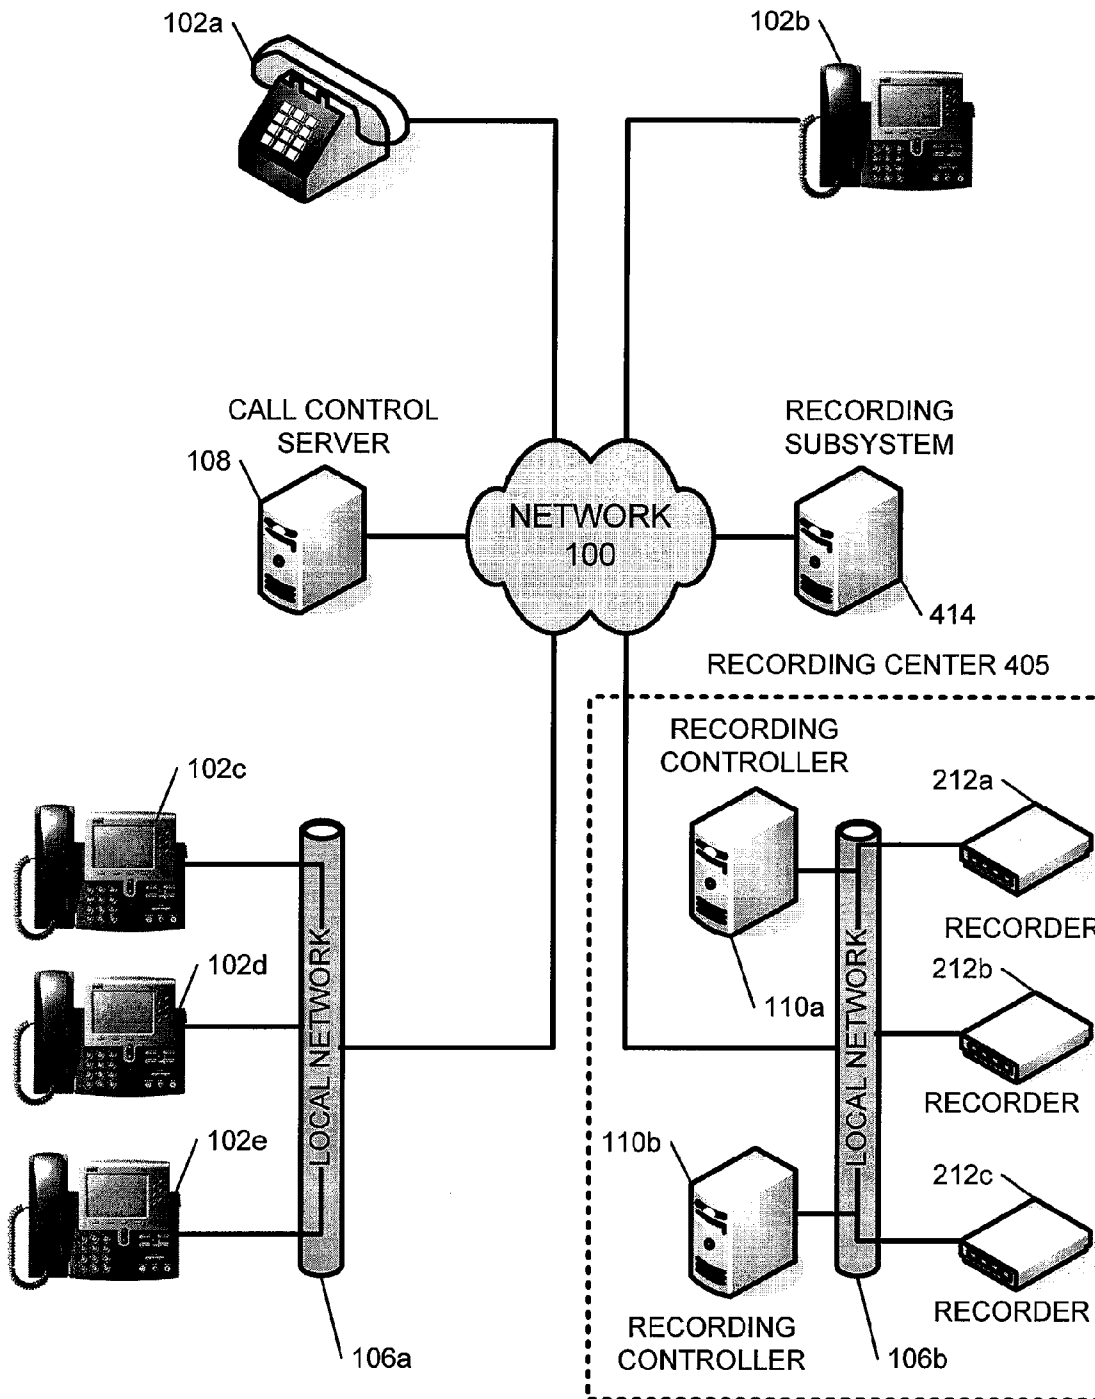 102a
102b
CALL CONTROL
SERVER
108
RECORDING
SUBSYSTEM
NETWORK
100
414
RECORDING CENTER 405
RECORDING
CONTROLLER
102c
212a
RECORDER
102d
LOCAL NETWORK
110a
LOCAL NETWORK
212b
RECORDER
102e
110b
212c
RECORDER
RECORDING
CONTROLLER
106a
106b